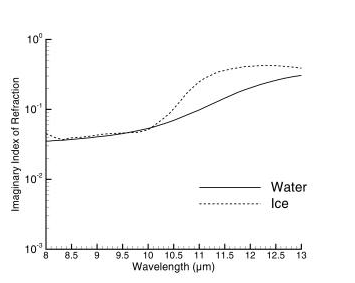 10⁰
10⁻¹
10⁻²
10⁻³
Imaginary Index of Refraction
Water
Ice
8 8.5 9 9.5 10 10.5 11 11.5 12 12.5 13
Wavelength (µm)